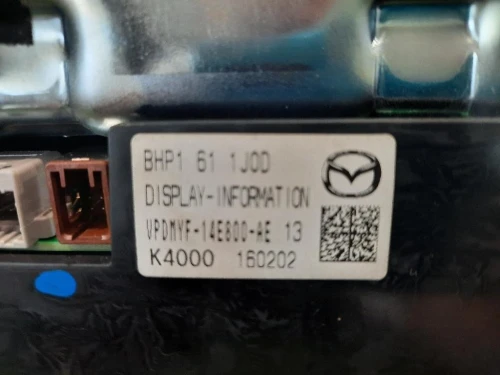 BHP1 61 1J0D
DISPLAY-INFORMATION
VPDMYF-14E800-AE 13
K4000 160202